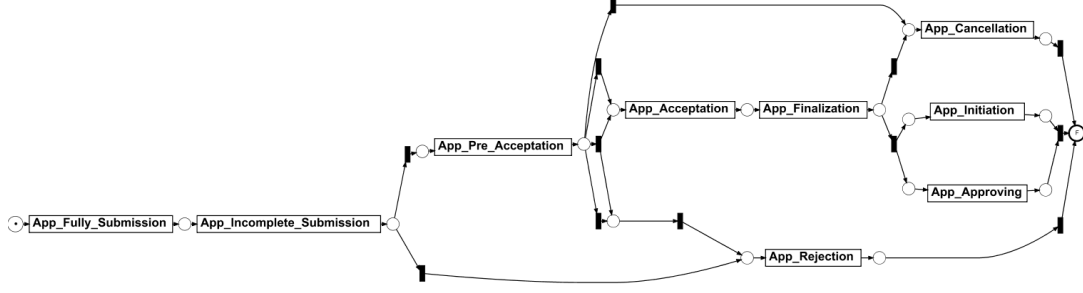 App_Cancellation
App_Acceptation
App_Finalization
App_Initiation
App_Pre_Acceptation
App_Approving
App_Fully_Submission
App_Incomplete_Submission
App_Rejection
F